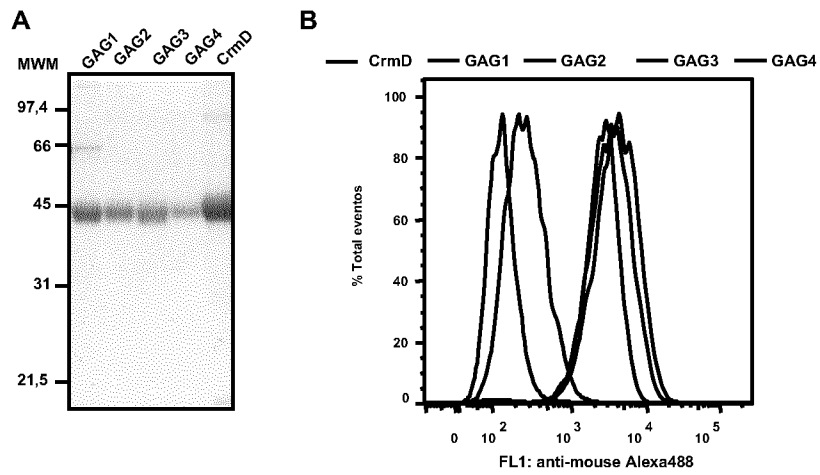 A
GAG1 GAG2 GAG3 GAG4 CrmD
MWM
97,4
66
45
31
21,5
B
CrmD GAG1 GAG2 GAG3 GAG4
100
80
60
40
20
0
% Total eventos
0 10 2 10 3 10 4 10 5
FL1: anti-mouse Alexa488